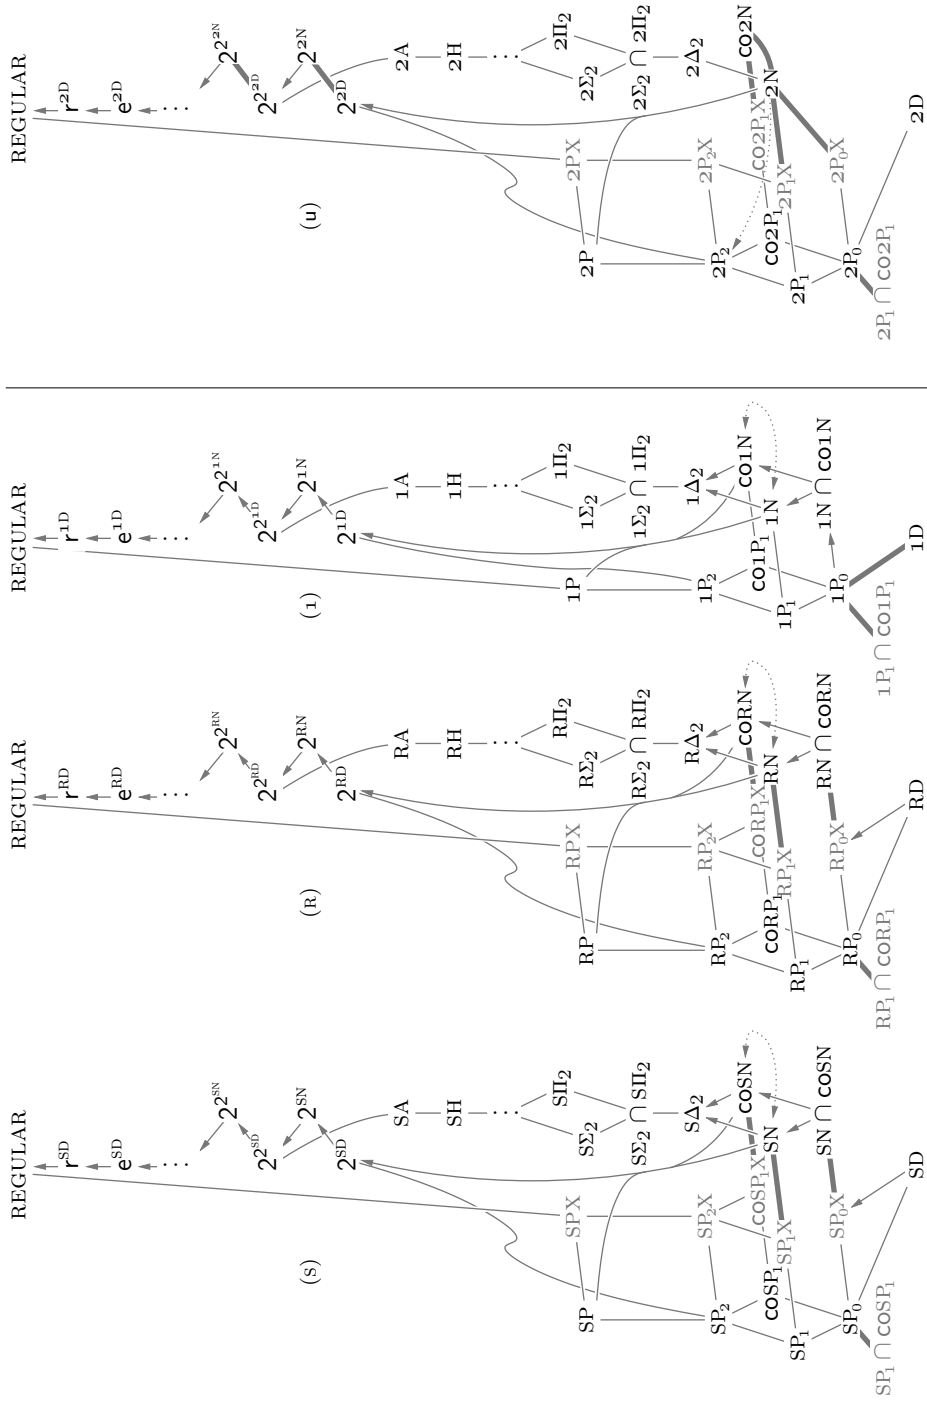 REGULAR
r^SD
e^SD
⋯
2^2^SN
2^2^SD
2^SN
2^SD
(s)
SA
SH
⋯
SΠ₂
SΣ₂
SΣ₂ ∩ SΠ₂
SΔ₂
SPX
SP
SP₂X
SP₂
coSN
coSP₁X
coSP₁
SN
SP₁X
SP₁
SN ∩ coSN
SP₀X
SP₀
SP₁ ∩ coSP₁
SD
REGULAR
r^RD
e^RD
⋯
2^2^RN
2^2^RD
2^RN
2^RD
(R)
RA
RH
⋯
RΠ₂
RΣ₂
RΣ₂ ∩ RΠ₂
RΔ₂
RPX
RP
RP₂X
RP₂
coRN
coRP₁X
coRP₁
RN
RP₁X
RP₁
RN ∩ coRN
RP₀X
RP₀
RP₁ ∩ coRP₁
RD
REGULAR
r^1D
e^1D
⋯
2^2^1N
2^2^1D
2^1N
2^1D
(1)
1A
1H
⋯
1Π₂
1Σ₂
1Σ₂ ∩ 1Π₂
1Δ₂
1P
1P₂
co1N
co1P₁
1N
1P₁
1N ∩ co1N
1P₀
1P₁ ∩ co1P₁
1D
REGULAR
r^2D
e^2D
⋯
2^2^2N
2^2^2D
2^2N
2^2D
(u)
2A
2H
⋯
2Π₂
2Σ₂
2Σ₂ ∩ 2Π₂
2Δ₂
2PX
2P
2P₂X
2P₂
co2N
co2P₁X
co2P₁
2N
2P₁X
2P₁
2P₀X
2P₀
2P₁ ∩ co2P₁
2D